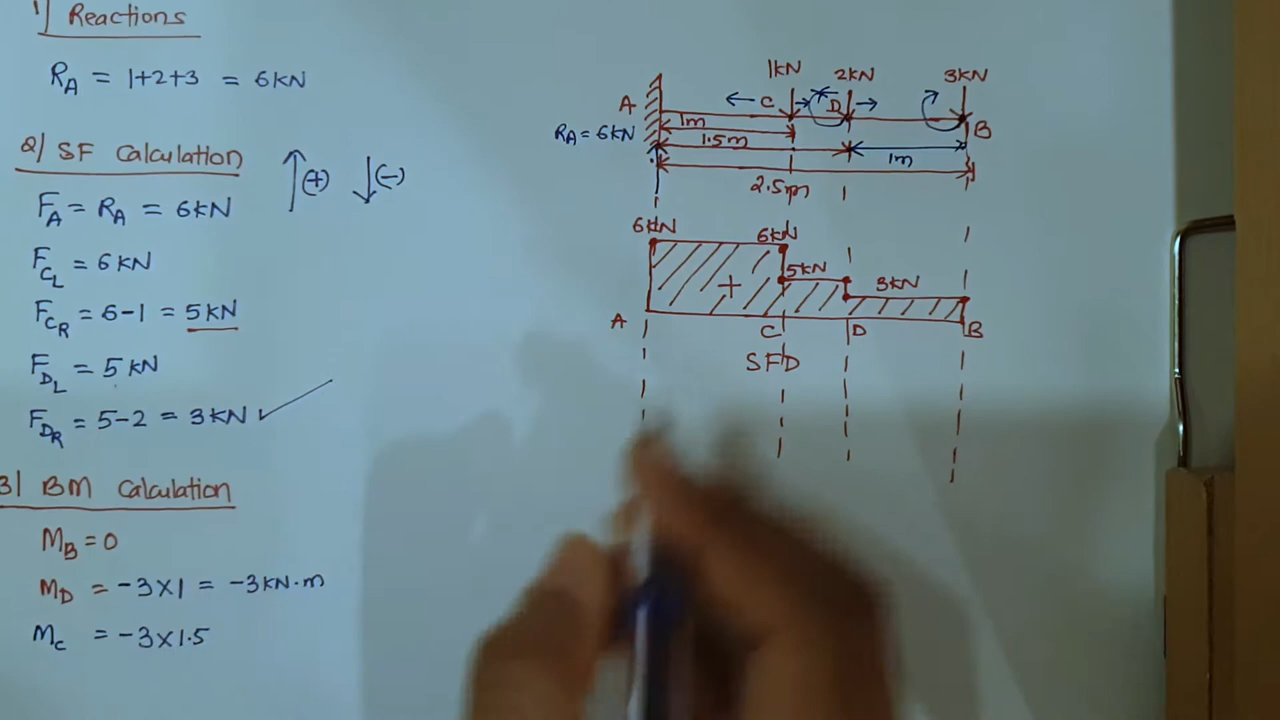 1) Reactions
RA = 1+2+3 = 6kN
2) SF Calculation
(+) (-)
FA = RA = 6kN
FCL = 6kN
FCR = 6-1 = 5kN
FDL = 5kN
FDR = 5-2 = 3kN
3) BM Calculation
MB = 0
MD = -3×1 = -3kN.m
Mc = -3×1.5
1kN 2kN 3kN
A C D B
RA = 6kN
1m
1.5m
1m
2.5m
6kN 6kN
5kN 3kN
+
A C D B
SFD